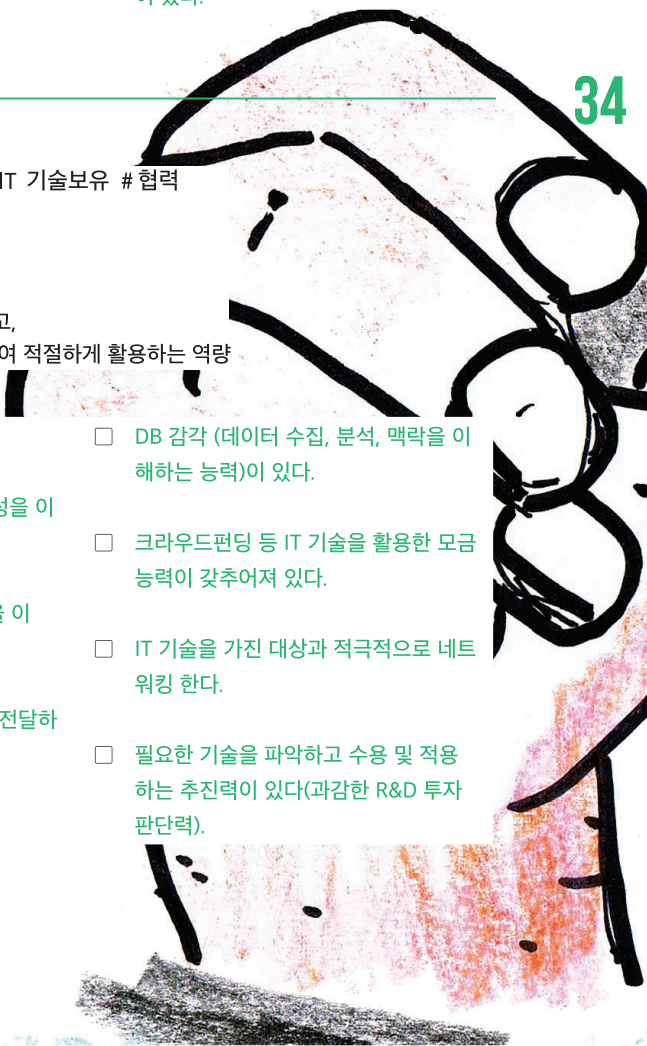 이 있다.
34
IT 기술보유 #협력
고,
여 적절하게 활용하는 역량
DB 감각 (데이터 수집, 분석, 맥락을 이
해하는 능력)이 있다.
성을 이
크라우드펀딩 등 IT 기술을 활용한 모금
능력이 갖추어져 있다.
을 이
IT 기술을 가진 대상과 적극적으로 네트
워킹 한다.
전달하
필요한 기술을 파악하고 수용 및 적용
하는 추진력이 있다(과감한 R&D 투자
판단력).